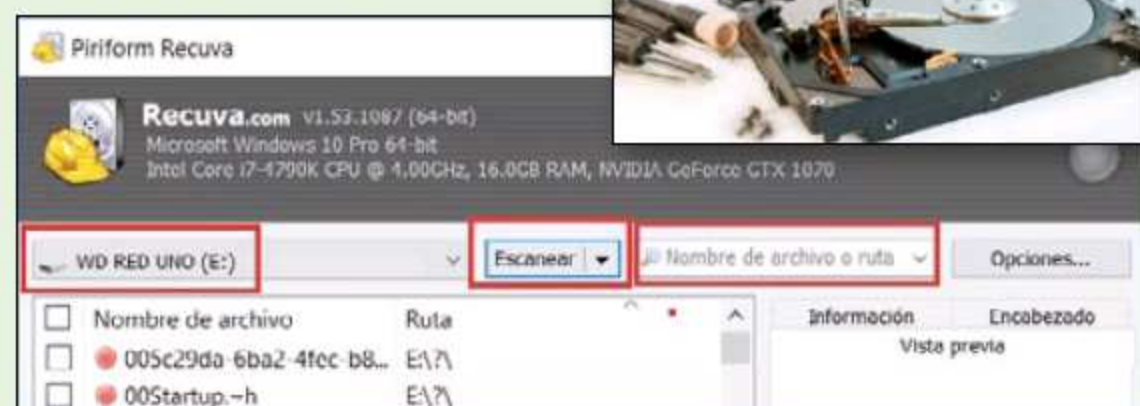 Piriform Recuva
Recuva.com v1.53.1087 (64-bit)
Microsoft Windows 10 Pro 64-bit
Intel Core i7-4790K CPU @ 4.00GHz, 16.0GB RAM, NVIDIA GeForce GTX 1070
WD RED UNO (E:)
Escanear
Nombre de archivo o ruta
Opciones...
Nombre de archivo
Ruta
Información
Encabezado
Vista previa
005c29da-6ba2-4fec-b8... E:\?\
00Startup.~h E:\?\